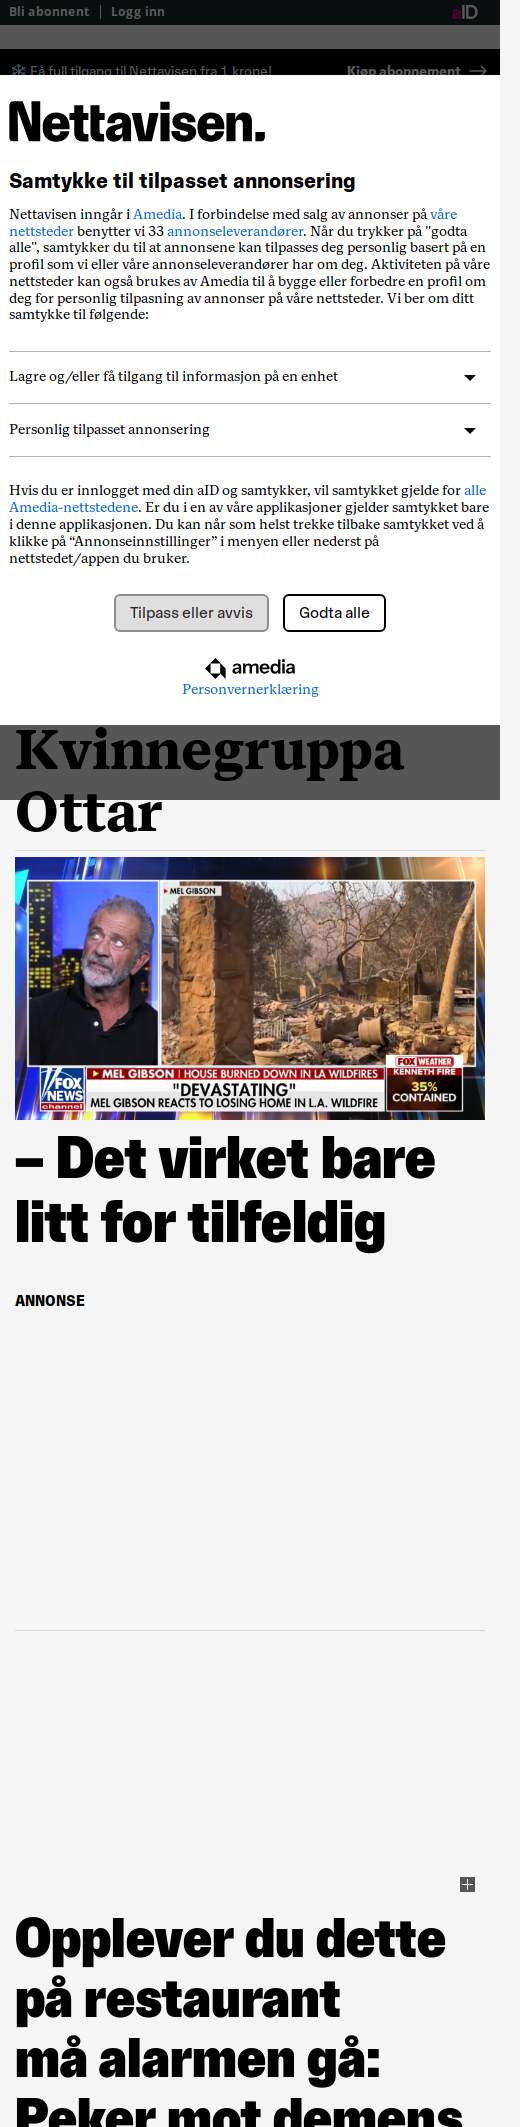 Bli abonnent | Logg inn
aID
Få full tilgang til Nettavisen fra 1 krone!
Kjøp abonnement
Nettavisen.
Samtykke til tilpasset annonsering
Nettavisen inngår i Amedia. I forbindelse med salg av annonser på våre
nettsteder benytter vi 33 annonseleverandører. Når du trykker på "godta
alle", samtykker du til at annonsene kan tilpasses deg personlig basert på en
profil som vi eller våre annonseleverandører har om deg. Aktiviteten på våre
nettsteder kan også brukes av Amedia til å bygge eller forbedre en profil om
deg for personlig tilpasning av annonser på våre nettsteder. Vi ber om ditt
samtykke til følgende:
Lagre og/eller få tilgang til informasjon på en enhet
Personlig tilpasset annonsering
Hvis du er innlogget med din aID og samtykker, vil samtykket gjelde for alle
Amedia-nettstedene. Er du i en av våre applikasjoner gjelder samtykket bare
i denne applikasjonen. Du kan når som helst trekke tilbake samtykket ved å
klikke på “Annonseinnstillinger” i menyen eller nederst på
nettstedet/appen du bruker.
Tilpass eller avvis
Godta alle
amedia
Personvernerklæring
Kvinnegruppa
Ottar
MEL GIBSON
FOX WEATHER
KENNETH FIRE
35%
CONTAINED
FOX
NEWS
channel
MEL GIBSON | HOUSE BURNED DOWN IN LA WILDFIRES
"DEVASTATING"
MEL GIBSON REACTS TO LOSING HOME IN L.A. WILDFIRE
– Det virket bare
litt for tilfeldig
ANNONSE
Opplever du dette
på restaurant
må alarmen gå:
Peker mot demens